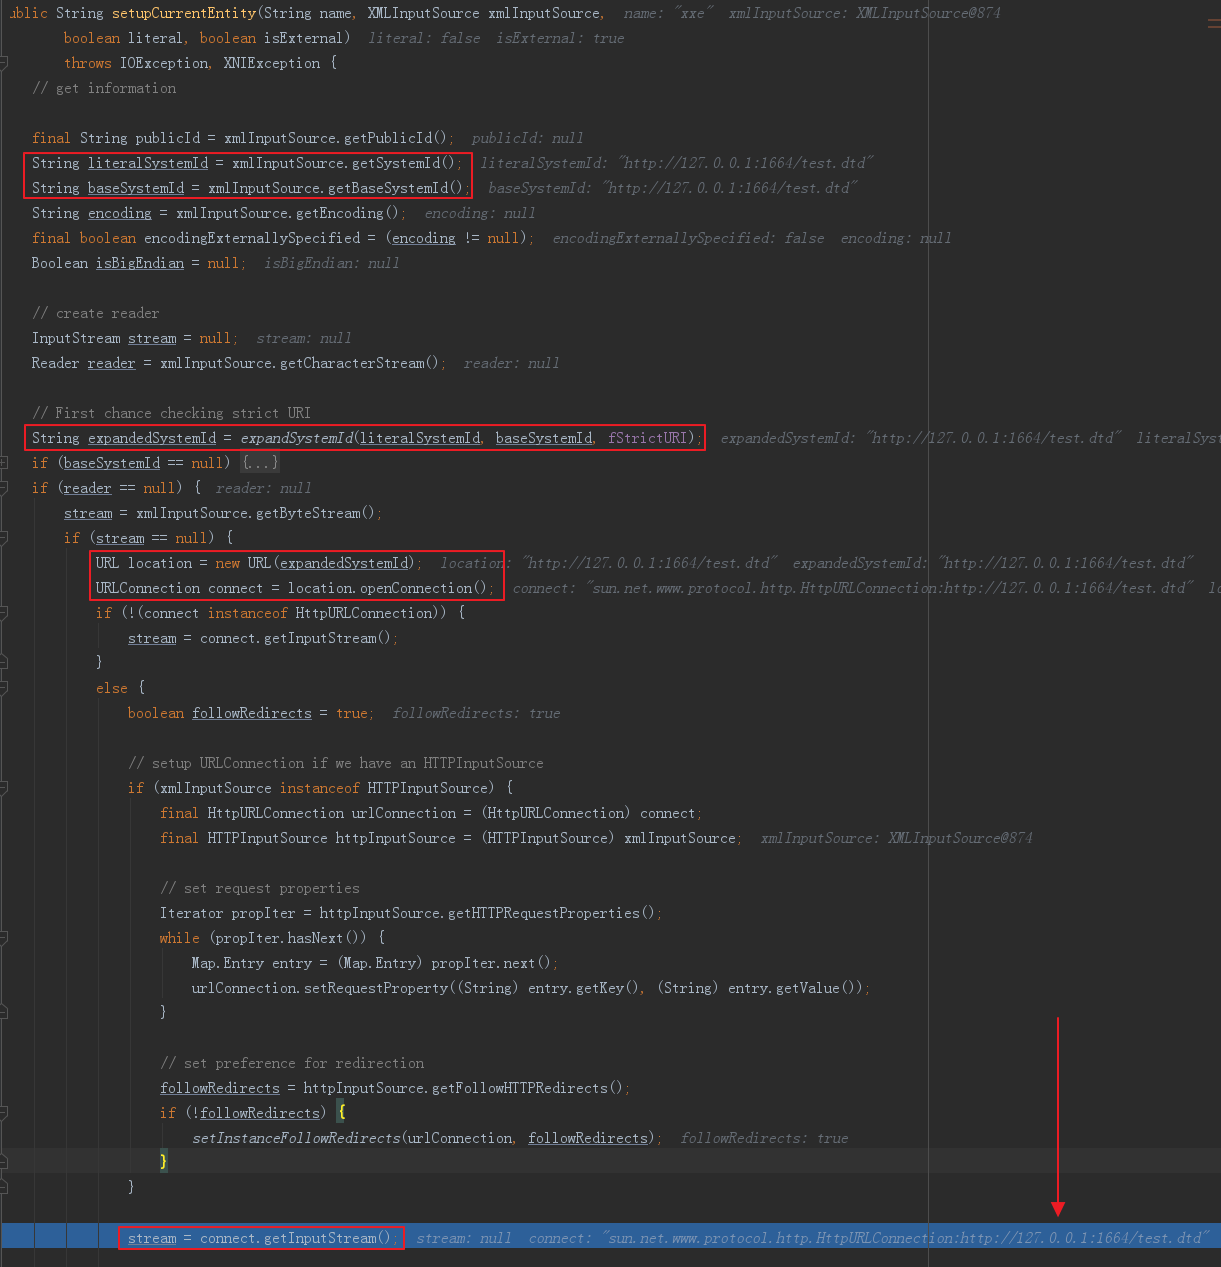 ublic String setupCurrentEntity(String name, XMLInputSource xmlInputSource,  name: "xxe"  xmlInputSource: XMLInputSource@874
boolean literal, boolean isExternal)  literal: false  isExternal: true
throws IOException, XNIException {
// get information
final String publicId = xmlInputSource.getPublicId();  publicId: null
String literalSystemId = xmlInputSource.getSystemId();  literalSystemId: "http://127.0.0.1:1664/test.dtd"
String baseSystemId = xmlInputSource.getBaseSystemId();  baseSystemId: "http://127.0.0.1:1664/test.dtd"
String encoding = xmlInputSource.getEncoding();  encoding: null
final boolean encodingExternallySpecified = (encoding != null);  encodingExternallySpecified: false  encoding: null
Boolean isBigEndian = null;  isBigEndian: null
// create reader
InputStream stream = null;  stream: null
Reader reader = xmlInputSource.getCharacterStream();  reader: null
// First chance checking strict URI
String expandedSystemId = expandSystemId(literalSystemId, baseSystemId, fStrictURI);  expandedSystemId: "http://127.0.0.1:1664/test.dtd"  literalSyst
if (baseSystemId == null) {...}
if (reader == null) {  reader: null
stream = xmlInputSource.getByteStream();
if (stream == null) {
URL location = new URL(expandedSystemId);  location: "http://127.0.0.1:1664/test.dtd"  expandedSystemId: "http://127.0.0.1:1664/test.dtd"
URLConnection connect = location.openConnection();  connect: "sun.net.www.protocol.http.HttpURLConnection:http://127.0.0.1:1664/test.dtd"  lo
if (!(connect instanceof HttpURLConnection)) {
stream = connect.getInputStream();
}
else {
boolean followRedirects = true;  followRedirects: true
// setup URLConnection if we have an HTTPInputSource
if (xmlInputSource instanceof HTTPInputSource) {
final HttpURLConnection urlConnection = (HttpURLConnection) connect;
final HTTPInputSource httpInputSource = (HTTPInputSource) xmlInputSource;  xmlInputSource: XMLInputSource@874
// set request properties
Iterator propIter = httpInputSource.getHTTPRequestProperties();
while (propIter.hasNext()) {
Map.Entry entry = (Map.Entry) propIter.next();
urlConnection.setRequestProperty((String) entry.getKey(), (String) entry.getValue());
}
// set preference for redirection
followRedirects = httpInputSource.getFollowHTTPRedirects();
if (!followRedirects) {
setInstanceFollowRedirects(urlConnection, followRedirects);  followRedirects: true
}
}
stream = connect.getInputStream();  stream: null  connect: "sun.net.www.protocol.http.HttpURLConnection:http://127.0.0.1:1664/test.dtd"